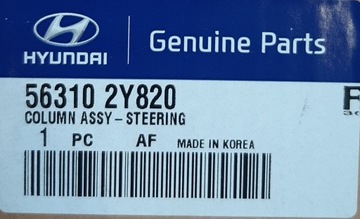 HYUNDAI
Genuine Parts
56310 2Y820
COLUMN ASSY-STEERING
1 PC AF MADE IN KOREA